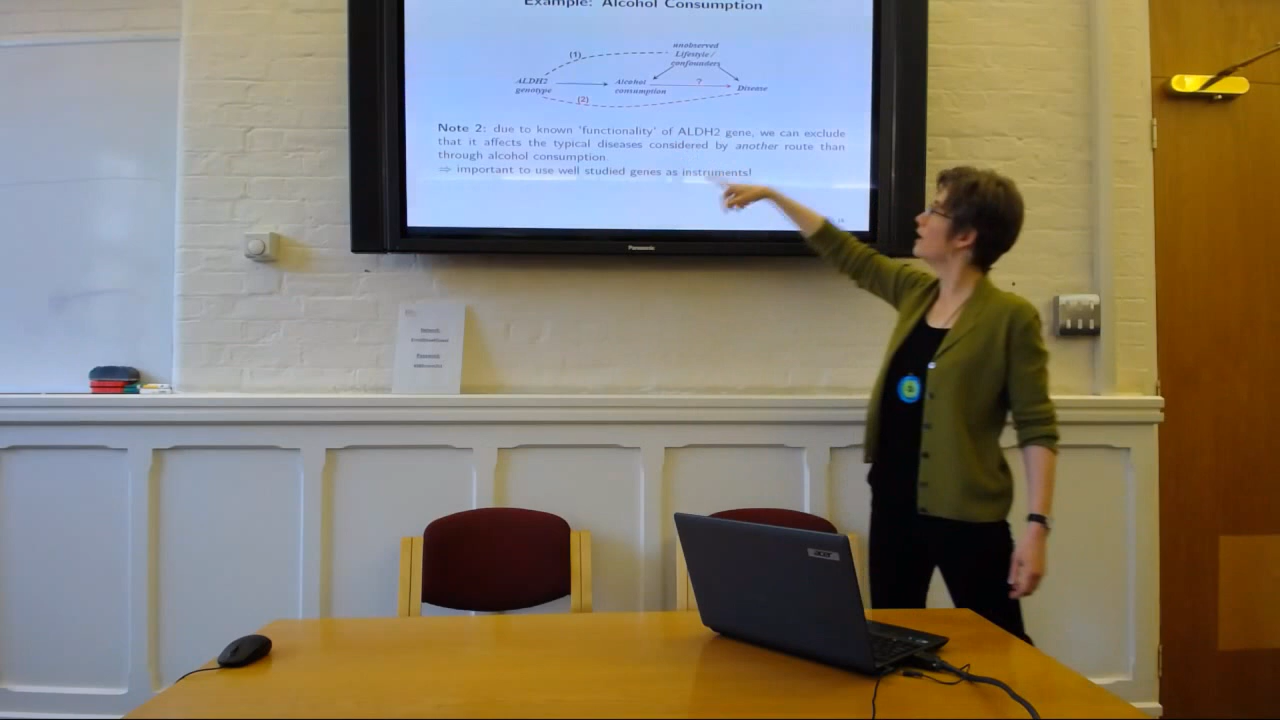 Example: Alcohol Consumption
unobserved
(1)
Lifestyle /
confounders
ALDH2
genotype
Alcohol
consumption
?
Disease
(2)
Note 2: due to known 'functionality' of ALDH2 gene, we can exclude
that it affects the typical diseases considered by another route than
through alcohol consumption.
⇒ important to use well studied genes as instruments!
Panasonic
acer